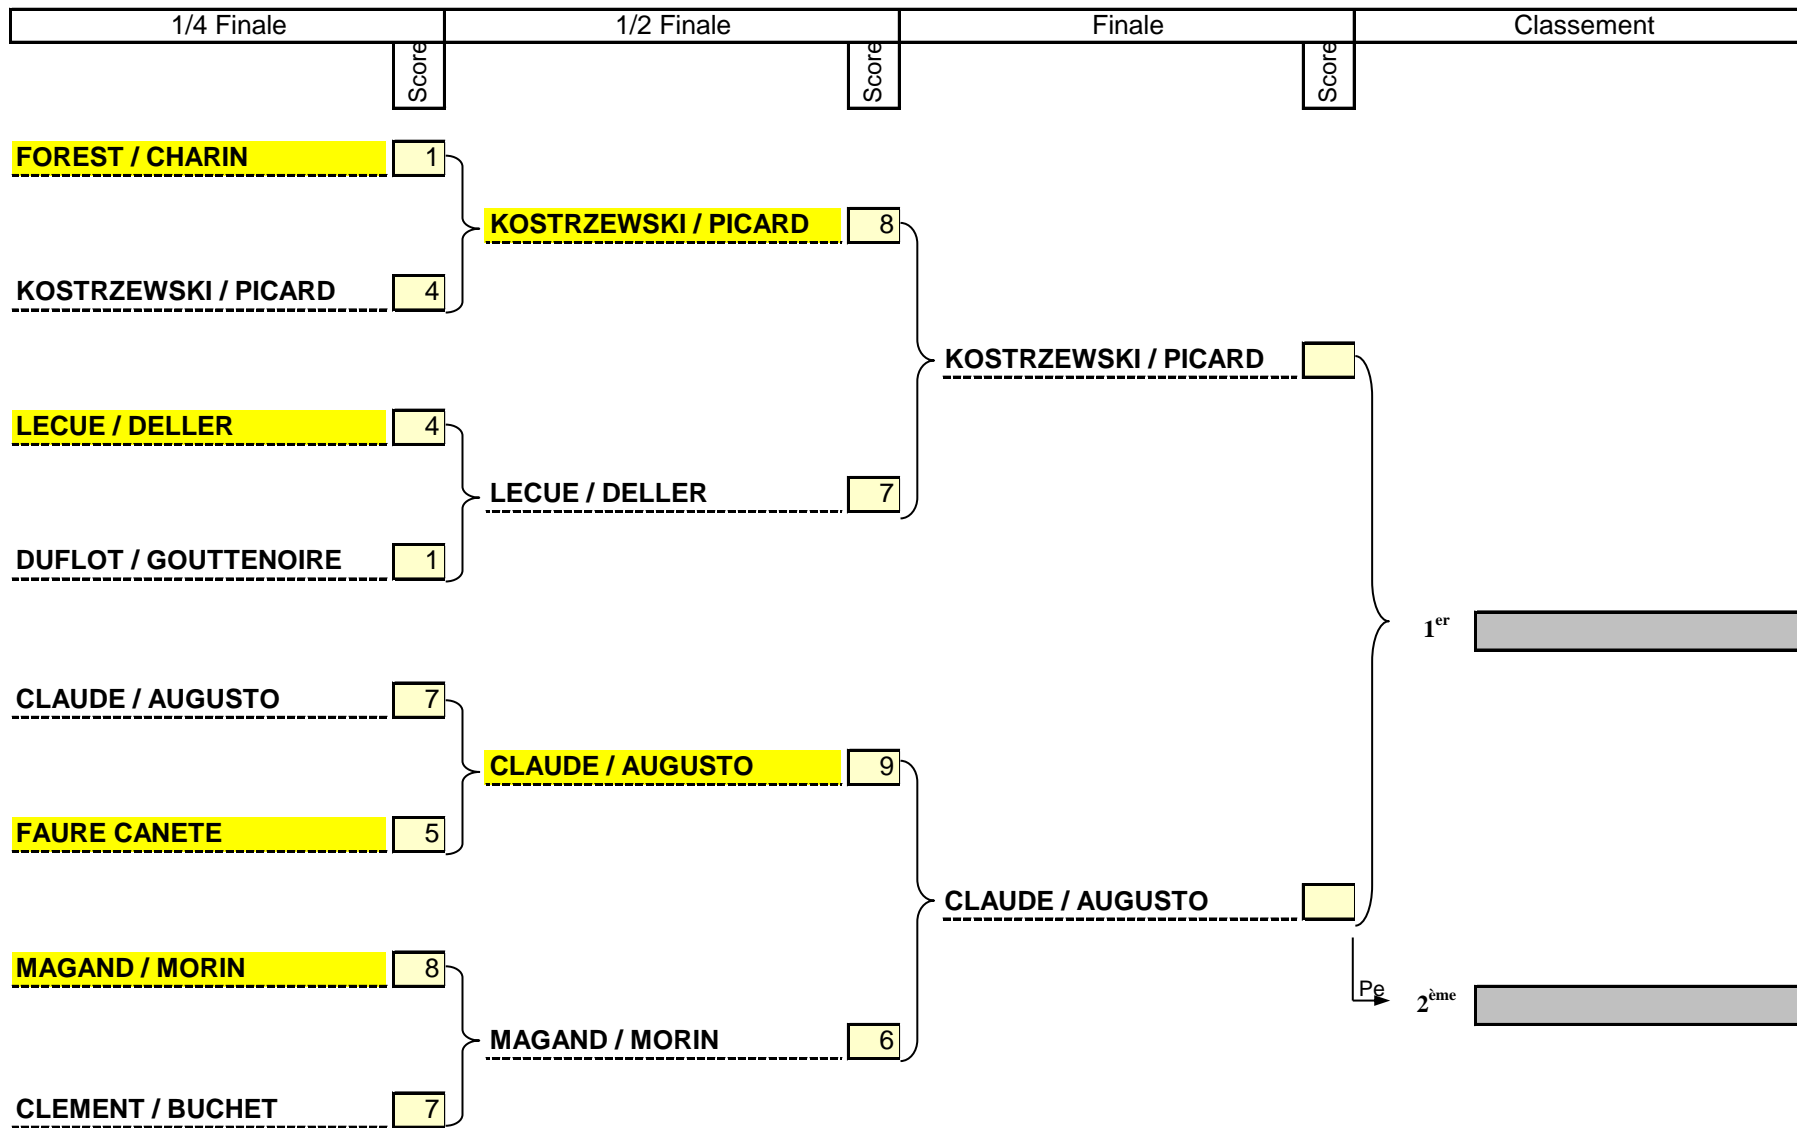 1/4 Finale 1/2 Finale Finale Classement
Score Score Score
FOREST / CHARIN 1
KOSTRZEWSKI / PICARD 8
KOSTRZEWSKI / PICARD 4
KOSTRZEWSKI / PICARD
LECUE / DELLER 4
LECUE / DELLER 7
DUFLOT / GOUTTENOIRE 1
1er
CLAUDE / AUGUSTO 7
CLAUDE / AUGUSTO 9
FAURE CANETE 5
CLAUDE / AUGUSTO
MAGAND / MORIN 8
Pe 2ème
MAGAND / MORIN 6
CLEMENT / BUCHET 7